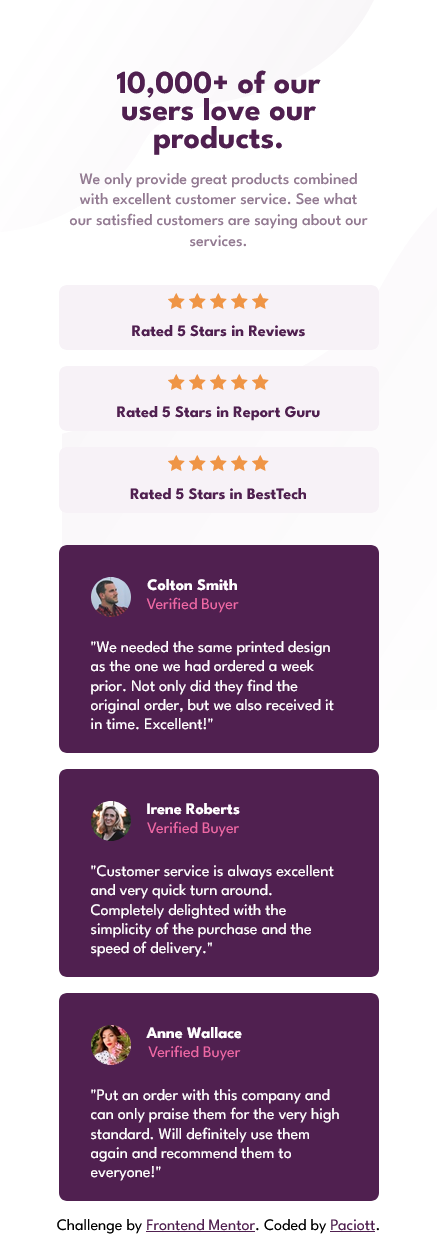 10,000+ of our
users love our
products.
We only provide great products combined
with excellent customer service. See what
our satisfied customers are saying about our
services.
Rated 5 Stars in Reviews
Rated 5 Stars in Report Guru
Rated 5 Stars in BestTech
Colton Smith
Verified Buyer
"We needed the same printed design
as the one we had ordered a week
prior. Not only did they find the
original order, but we also received it
in time. Excellent!"
Irene Roberts
Verified Buyer
"Customer service is always excellent
and very quick turn around.
Completely delighted with the
simplicity of the purchase and the
speed of delivery."
Anne Wallace
Verified Buyer
"Put an order with this company and
can only praise them for the very high
standard. Will definitely use them
again and recommend them to
everyone!"
Challenge by Frontend Mentor. Coded by Paciott.